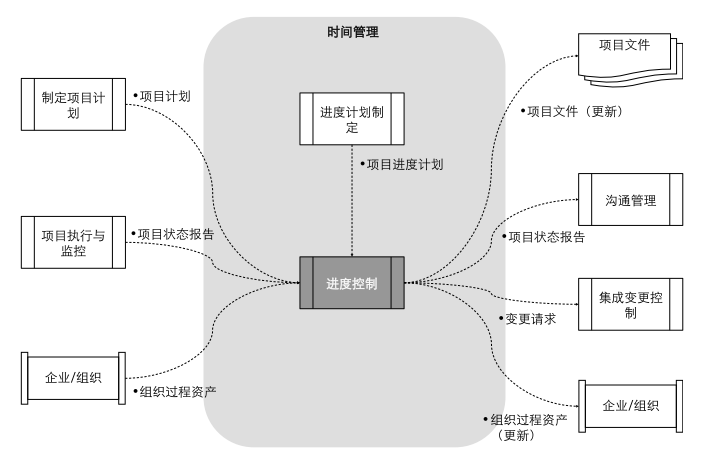 时间管理
项目文件
制定项目计
划
•项目计划
进度计划制
定
•项目文件（更新）
•项目进度计划
项目执行与
监控
•项目状态报告
沟通管理
•项目状态报告
进度控制
集成变更控
制
•变更请求
企业/组织
•组织过程资产
企业/组织
•组织过程资产
（更新）